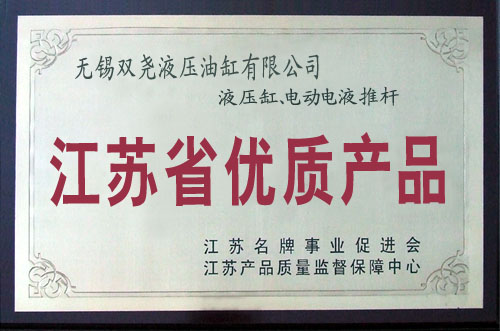 无锡双尧液压油缸有限公司
液压缸、电动电液推杆
江苏省优质产品
江苏名牌事业促进会
江苏产品质量监督保障中心